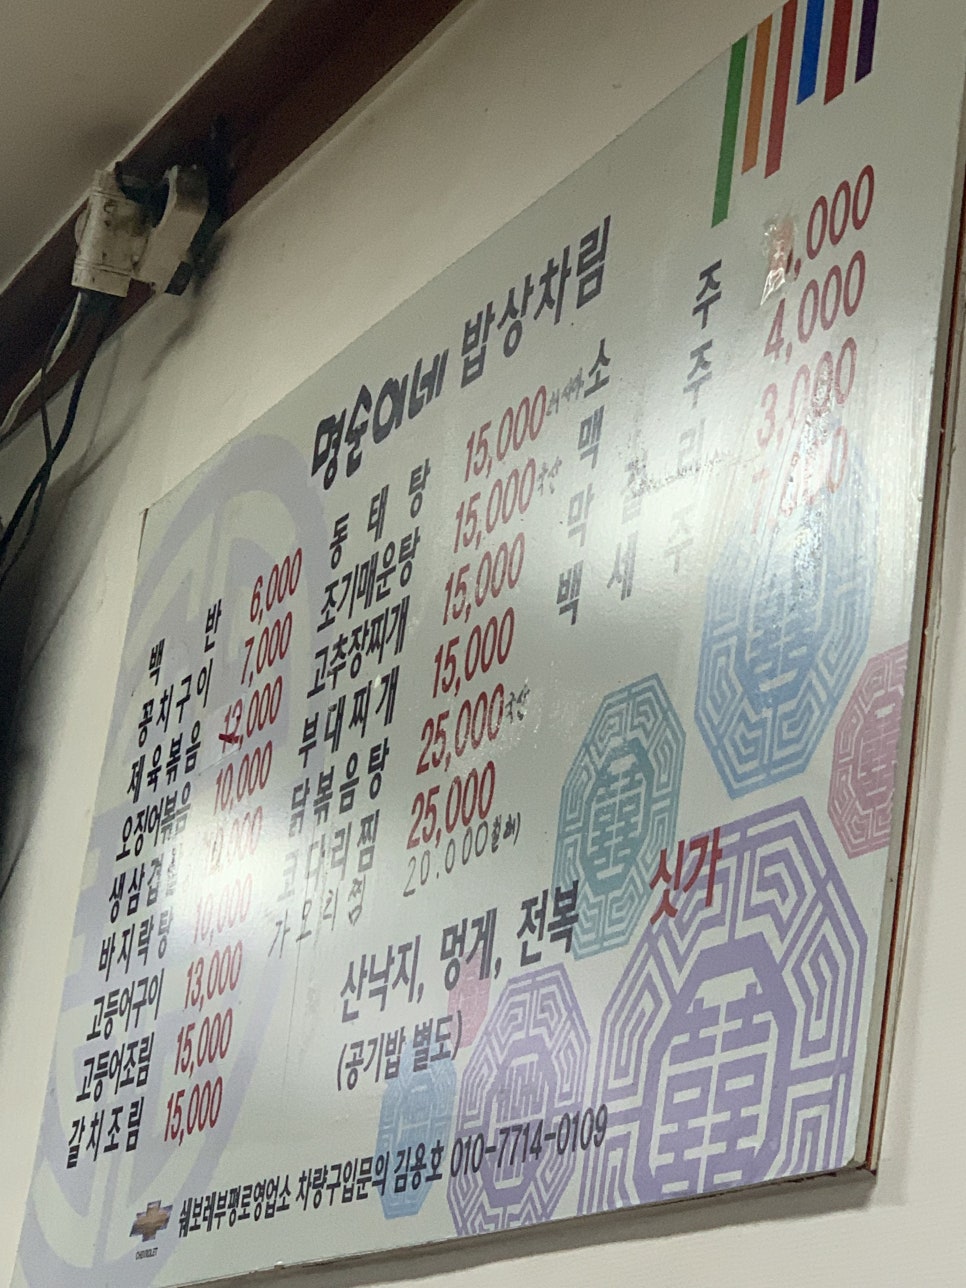 명순이네 밥상차림
백 반 6,000
꽁치구이 7,000
제육볶음 12,000
오징어볶음 10,000
생삼겹
바지락탕 10,000
고등어구이 13,000
고등어조림 15,000
갈치조림 15,000
동 태 탕 15,000
조기매운탕 15,000
고추장찌개 15,000
부대찌개 15,000
닭볶음탕 25,000
코다리찜 25,000
가오리찜 20,000
소 주 ,000
맥 주 4,000
막 걸 리 3,000
백 세 주 7,000
산낙지, 멍게, 전복 싯가
(공기밥 별도)
CHEVROLET
쉐보레부평로영업소 차량구입문의 김용호 010-7714-0109